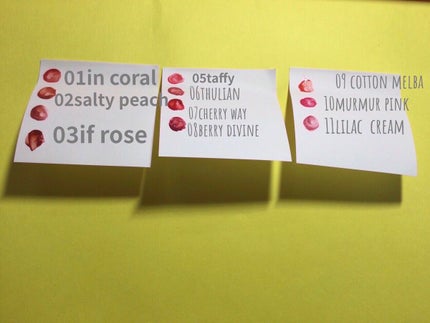 01in coral
02salty peach
03if rose
05taffy
06THULIAN
07CHERRY WAY
08BERRY DIVINE
09 COTTON MELBA
10MURMUR PINK
11LILAC CREAM